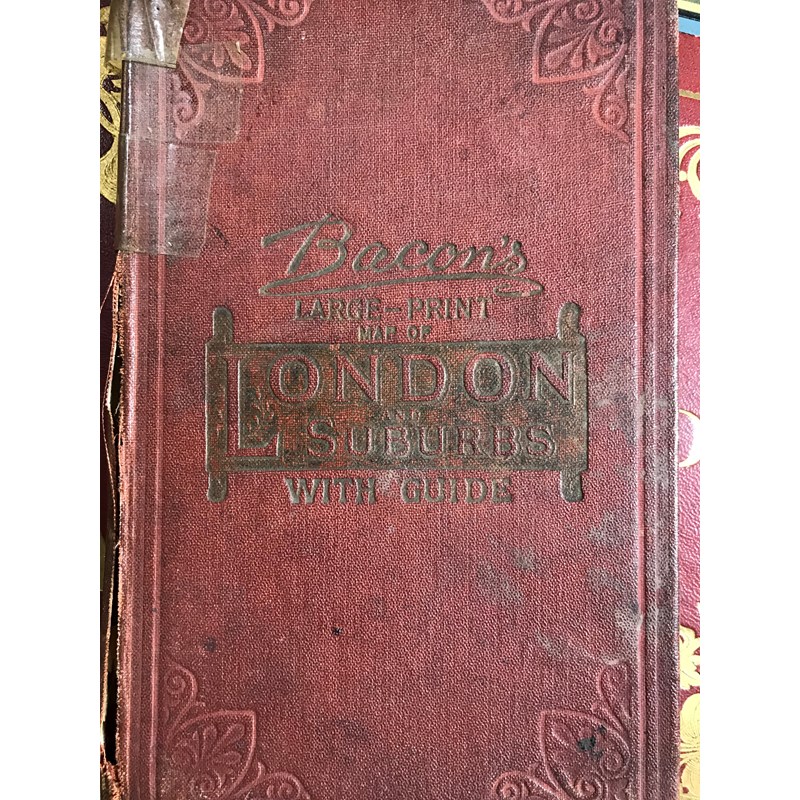 Bacon's
LARGE-PRINT
MAP OF
LONDON
AND
SUBURBS
WITH GUIDE